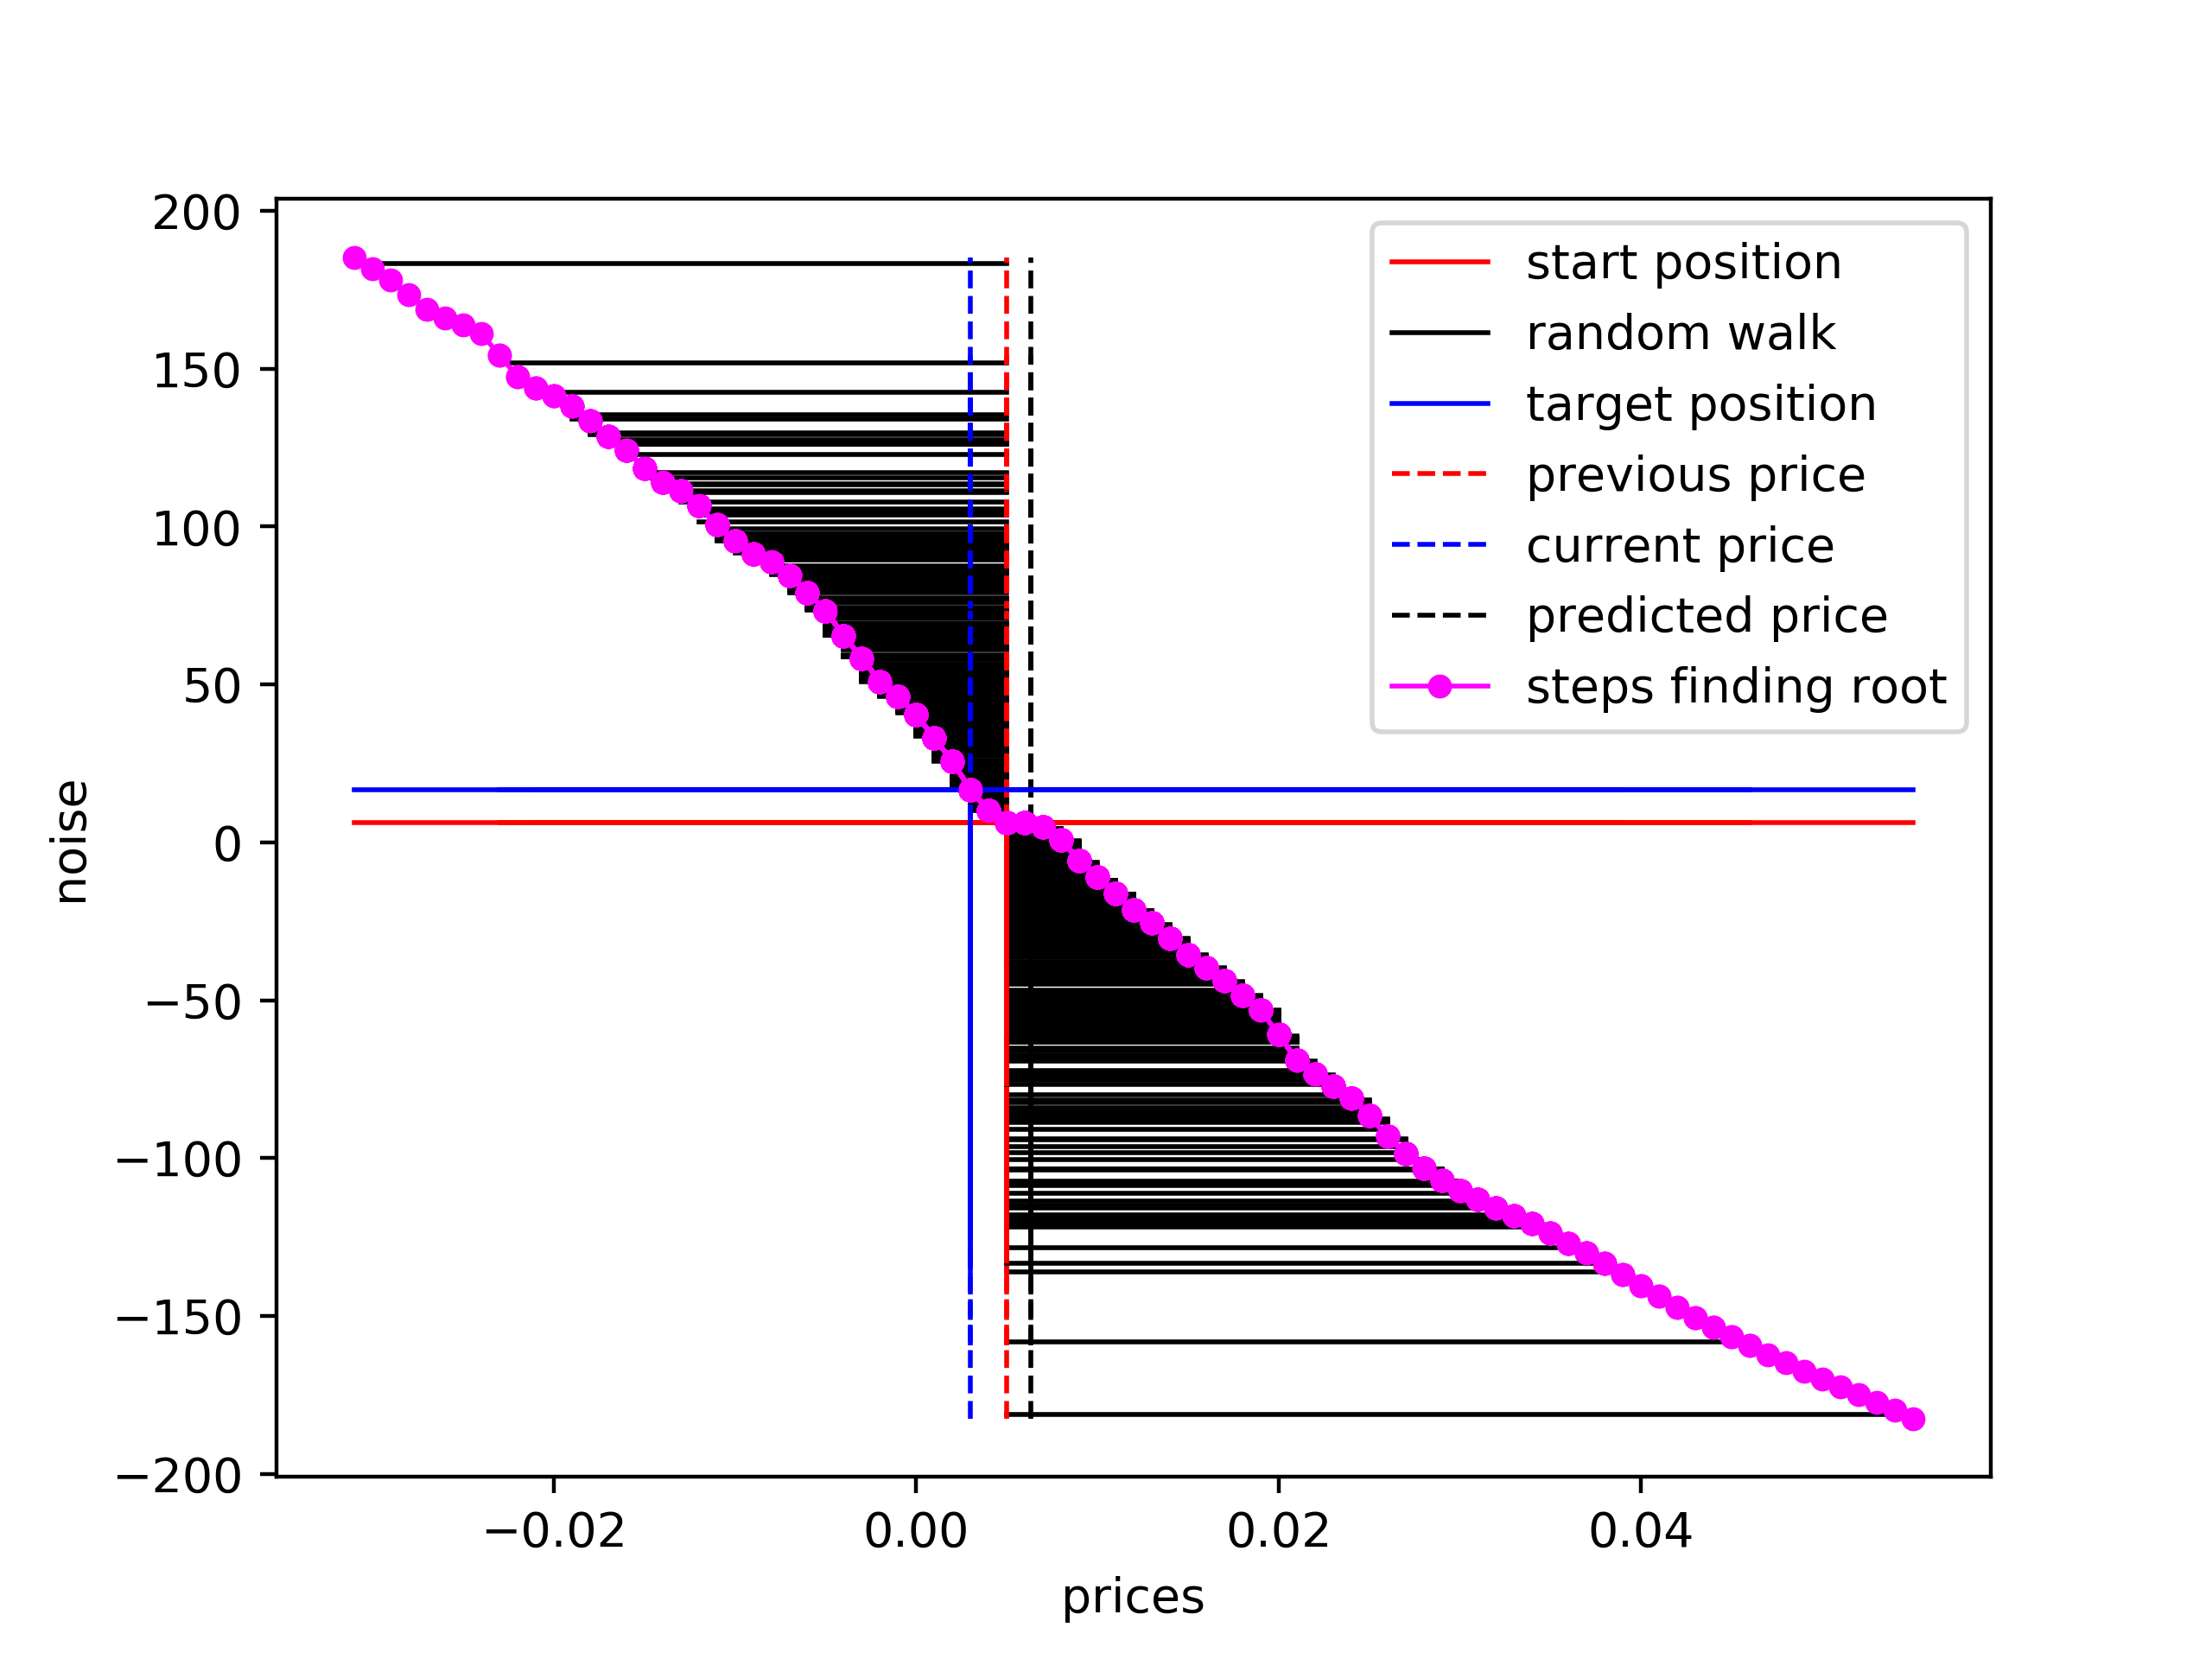 200
150
100
50
0
−50
−100
−150
−200
noise
−0.02 0.00 0.02 0.04
prices
start position
random walk
target position
previous price
current price
predicted price
steps finding root